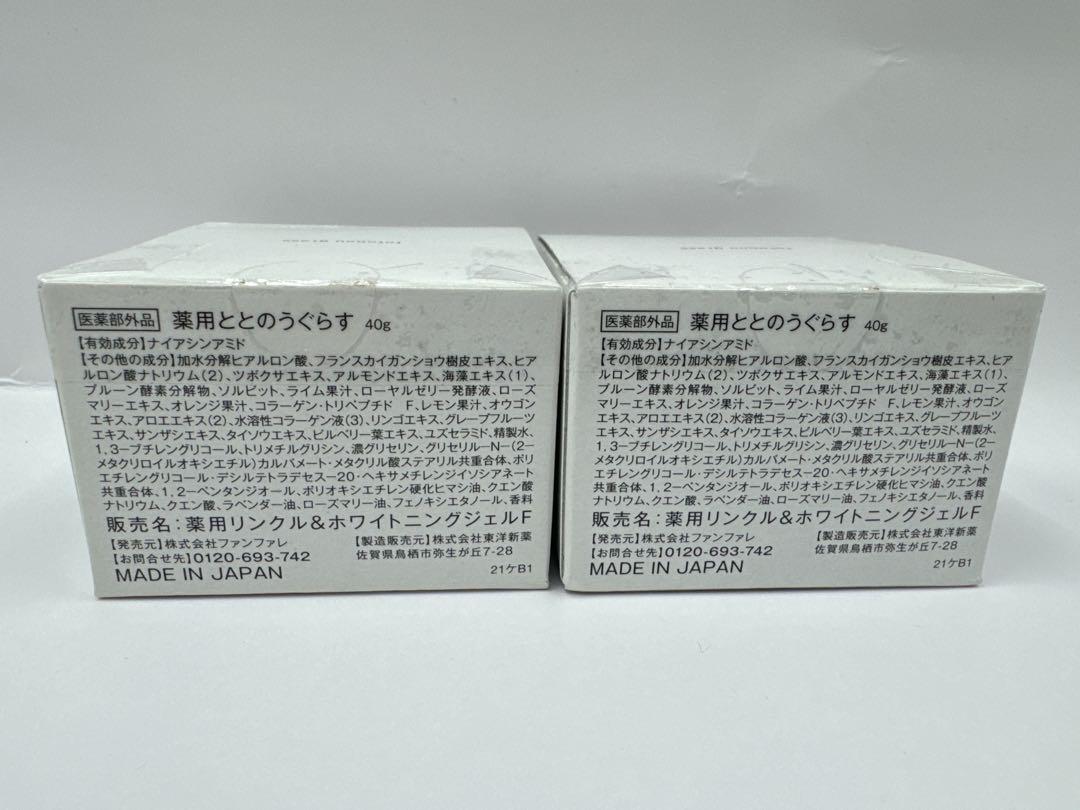 totonou grass
医薬部外品 薬用ととのうぐらす 40g
【有効成分】ナイアシンアミド
【その他の成分】加水分解ヒアルロン酸、フランスカイガンショウ樹皮エキス、ヒア
ルロン酸ナトリウム(2)、ツボクサエキス、アルモンドエキス、海藻エキス(1)、
プルーン酵素分解物、ソルビット、ライム果汁、ローヤルゼリー発酵液、ローズ
マリーエキス、オレンジ果汁、コラーゲン・トリペプチド F、レモン果汁、オウゴン
エキス、アロエエキス(2)、水溶性コラーゲン液(3)、リンゴエキス、グレープフルーツ
エキス、サンザシエキス、タイソウエキス、ビルベリー葉エキス、ユズセラミド、精製水、
1,3-ブチレングリコール、トリメチルグリシン、濃グリセリン、グリセリル-N-(2-
メタクリロイルオキシエチル)カルバメート・メタクリル酸ステアリル共重合体、ポリ
エチレングリコール・デシルテトラデセス-20・ヘキサメチレンジイソシアネート
共重合体、1,2-ペンタンジオール、ポリオキシエチレン硬化ヒマシ油、クエン酸
ナトリウム、クエン酸、ラベンダー油、ローズマリー油、フェノキシエタノール、香料
販売名:薬用リンクル&ホワイトニングジェルF
【発売元】株式会社ファンファレ
【お問合せ先】0120-693-742
【製造販売元】株式会社東洋新薬
佐賀県鳥栖市弥生が丘7-28
MADE IN JAPAN
21ケB1
totonou grass
医薬部外品 薬用ととのうぐらす 40g
【有効成分】ナイアシンアミド
【その他の成分】加水分解ヒアルロン酸、フランスカイガンショウ樹皮エキス、ヒア
ルロン酸ナトリウム(2)、ツボクサエキス、アルモンドエキス、海藻エキス(1)、
プルーン酵素分解物、ソルビット、ライム果汁、ローヤルゼリー発酵液、ローズ
マリーエキス、オレンジ果汁、コラーゲン・トリペプチド F、レモン果汁、オウゴン
エキス、アロエエキス(2)、水溶性コラーゲン液(3)、リンゴエキス、グレープフルーツ
エキス、サンザシエキス、タイソウエキス、ビルベリー葉エキス、ユズセラミド、精製水、
1,3-ブチレングリコール、トリメチルグリシン、濃グリセリン、グリセリル-N-(2-
メタクリロイルオキシエチル)カルバメート・メタクリル酸ステアリル共重合体、ポリ
エチレングリコール・デシルテトラデセス-20・ヘキサメチレンジイソシアネート
共重合体、1,2-ペンタンジオール、ポリオキシエチレン硬化ヒマシ油、クエン酸
ナトリウム、クエン酸、ラベンダー油、ローズマリー油、フェノキシエタノール、香料
販売名:薬用リンクル&ホワイトニングジェルF
【発売元】株式会社ファンファレ
【お問合せ先】0120-693-742
【製造販売元】株式会社東洋新薬
佐賀県鳥栖市弥生が丘7-28
MADE IN JAPAN
21ケB1